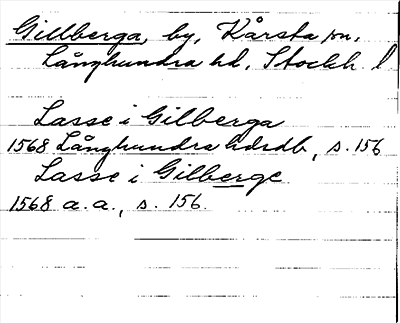 Gillberga, by, Kårsta sn,
Långhundra hd, Stockh. l
Lasse i Gilberga
1568 Långhundra hdrdb, s. 156
Lasse i Gilberge
1568 a.a., s. 156.